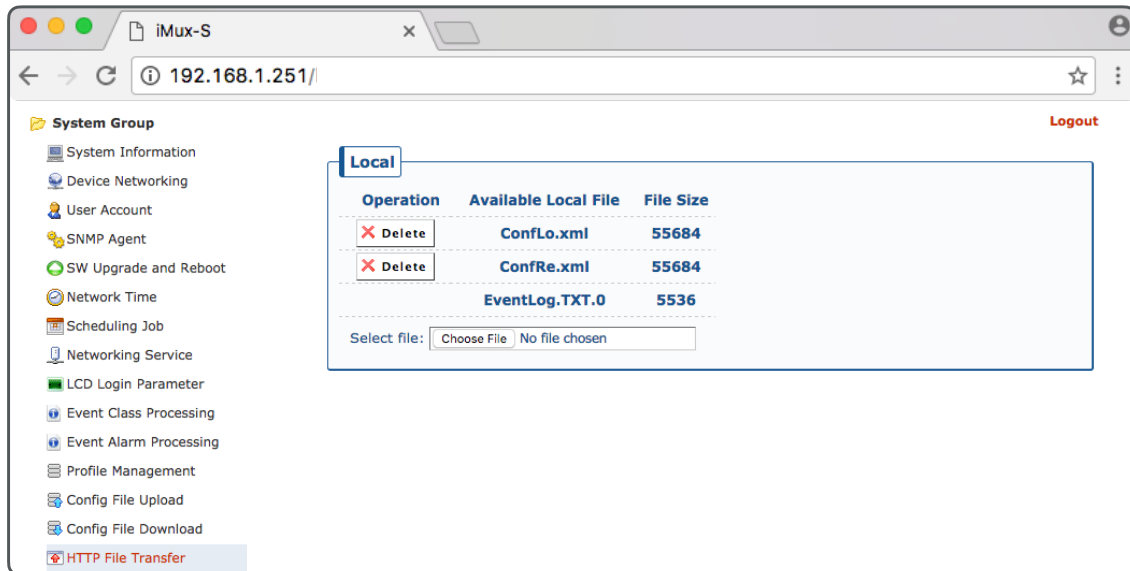 iMux-S
192.168.1.251/
System Group
Logout
System Information
Device Networking
User Account
SNMP Agent
SW Upgrade and Reboot
Network Time
Scheduling Job
Networking Service
LCD Login Parameter
Event Class Processing
Event Alarm Processing
Profile Management
Config File Upload
Config File Download
HTTP File Transfer
Local
Operation Available Local File File Size
Delete ConfLo.xml 55684
Delete ConfRe.xml 55684
EventLog.TXT.0 5536
Select file: Choose File No file chosen